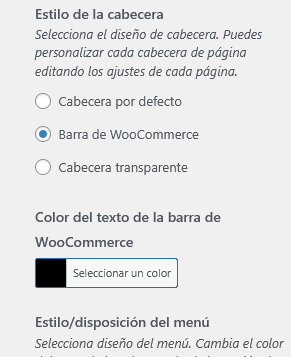 Estilo de la cabecera
Selecciona el diseño de cabecera. Puedes
personalizar cada cabecera de página
editando los ajustes de cada página.
Cabecera por defecto
Barra de WooCommerce
Cabecera transparente
Color del texto de la barra de
WooCommerce
Seleccionar un color
Estilo/disposición del menú
Selecciona diseño del menú. Cambia el color